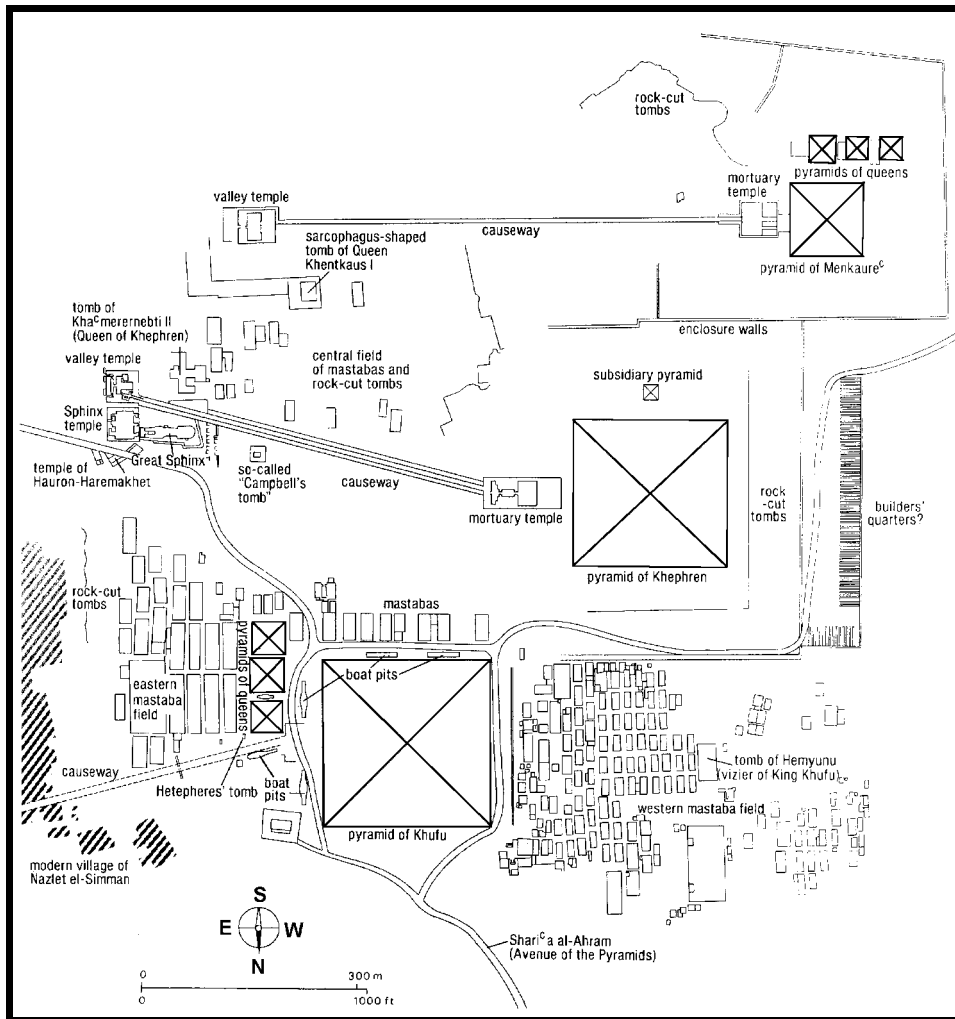 rock-cut
tombs
pyramids of queens
mortuary
temple
valley temple
causeway
sarcophagus-shaped
tomb of Queen
Khentkaus I
pyramid of Menkaureᶜ
tomb of
Khaᶜmerernebti II
(Queen of Khephren)
enclosure walls
valley temple
central field
of mastabas and
rock-cut tombs
subsidiary pyramid
Sphinx
temple
Great Sphinx
temple of
Hauron-Haremakhet
so-called
"Campbell's
tomb"
causeway
mortuary temple
rock
-cut
tombs
builders'
quarters?
pyramid of Khephren
rock-cut
tombs
mastabas
pyramids of queens
boat pits
eastern
mastaba
field
causeway
Hetepheres' tomb
boat
pits
tomb of Hemyunu
(vizier of King Khufu)
western mastaba field
pyramid of Khufu
modern village of
Nazlet el-Simman
S
E W
N
Shariᶜa al-Ahram
(Avenue of the Pyramids)
0 300 m
0 1000 ft